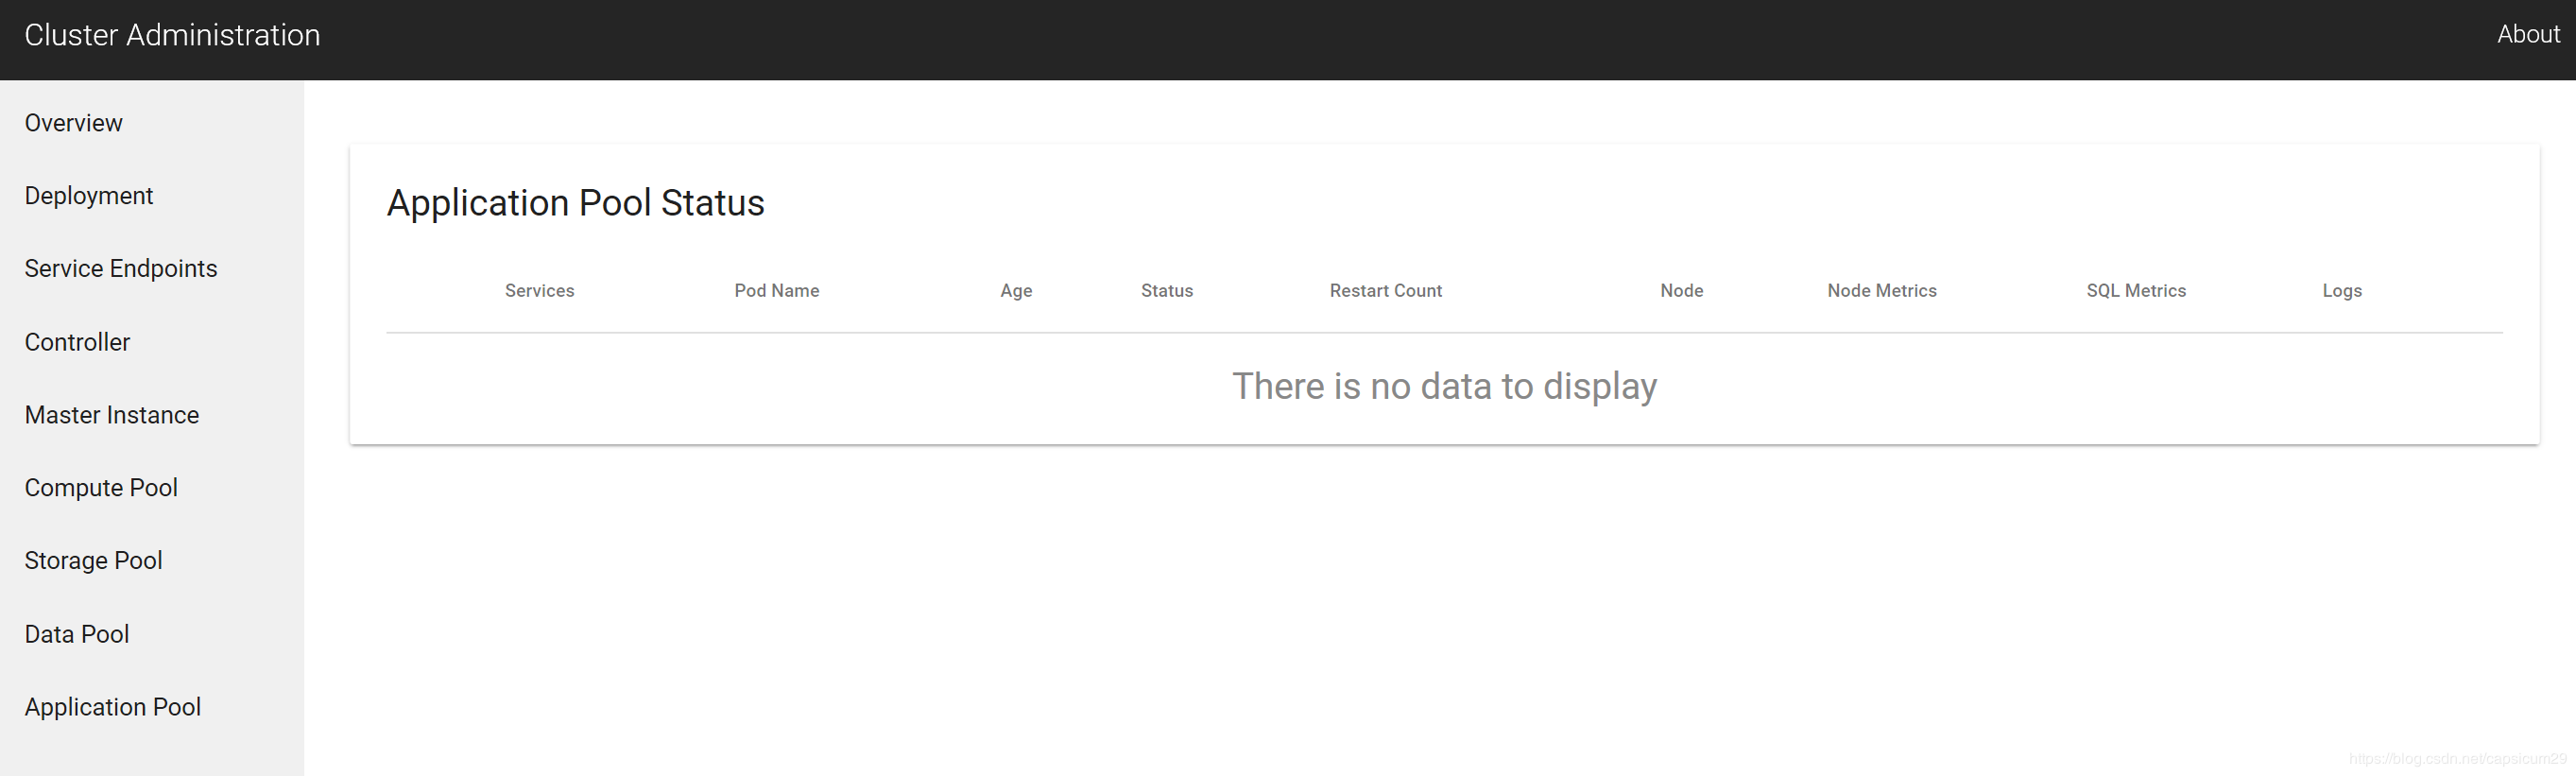 Cluster Administration
About
Overview
Deployment
Service Endpoints
Controller
Master Instance
Compute Pool
Storage Pool
Data Pool
Application Pool
Application Pool Status
Services Pod Name Age Status Restart Count Node Node Metrics SQL Metrics Logs
There is no data to display
https://blog.csdn.net/capsicum29